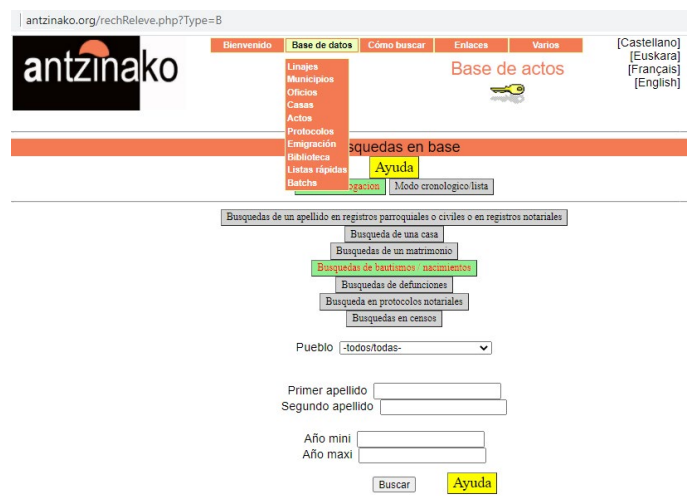 antzinako.org/rechReleve.php?Type=B
antzinako
Bienvenido Base de datos Cómo buscar Enlaces Varios
[Castellano]
[Euskara]
[Français]
[English]
Base de actos
Linajes
Municipios
Oficios
Casas
Actos
Protocolos
Emigración
Biblioteca
Listas rápidas
Batchs
squedas en base
Ayuda
ogacion Modo cronologico/lista
Busquedas de un apellido en registros parroquiales o civiles o en registros notariales
Busqueda de una casa
Busquedas de un matrimonio
Busquedas de bautismos / nacimientos
Busquedas de defunciones
Busqueda en protocolos notariales
Busquedas en censos
Pueblo -todos/todas-
Primer apellido
Segundo apellido
Año mini
Año maxi
Buscar Ayuda